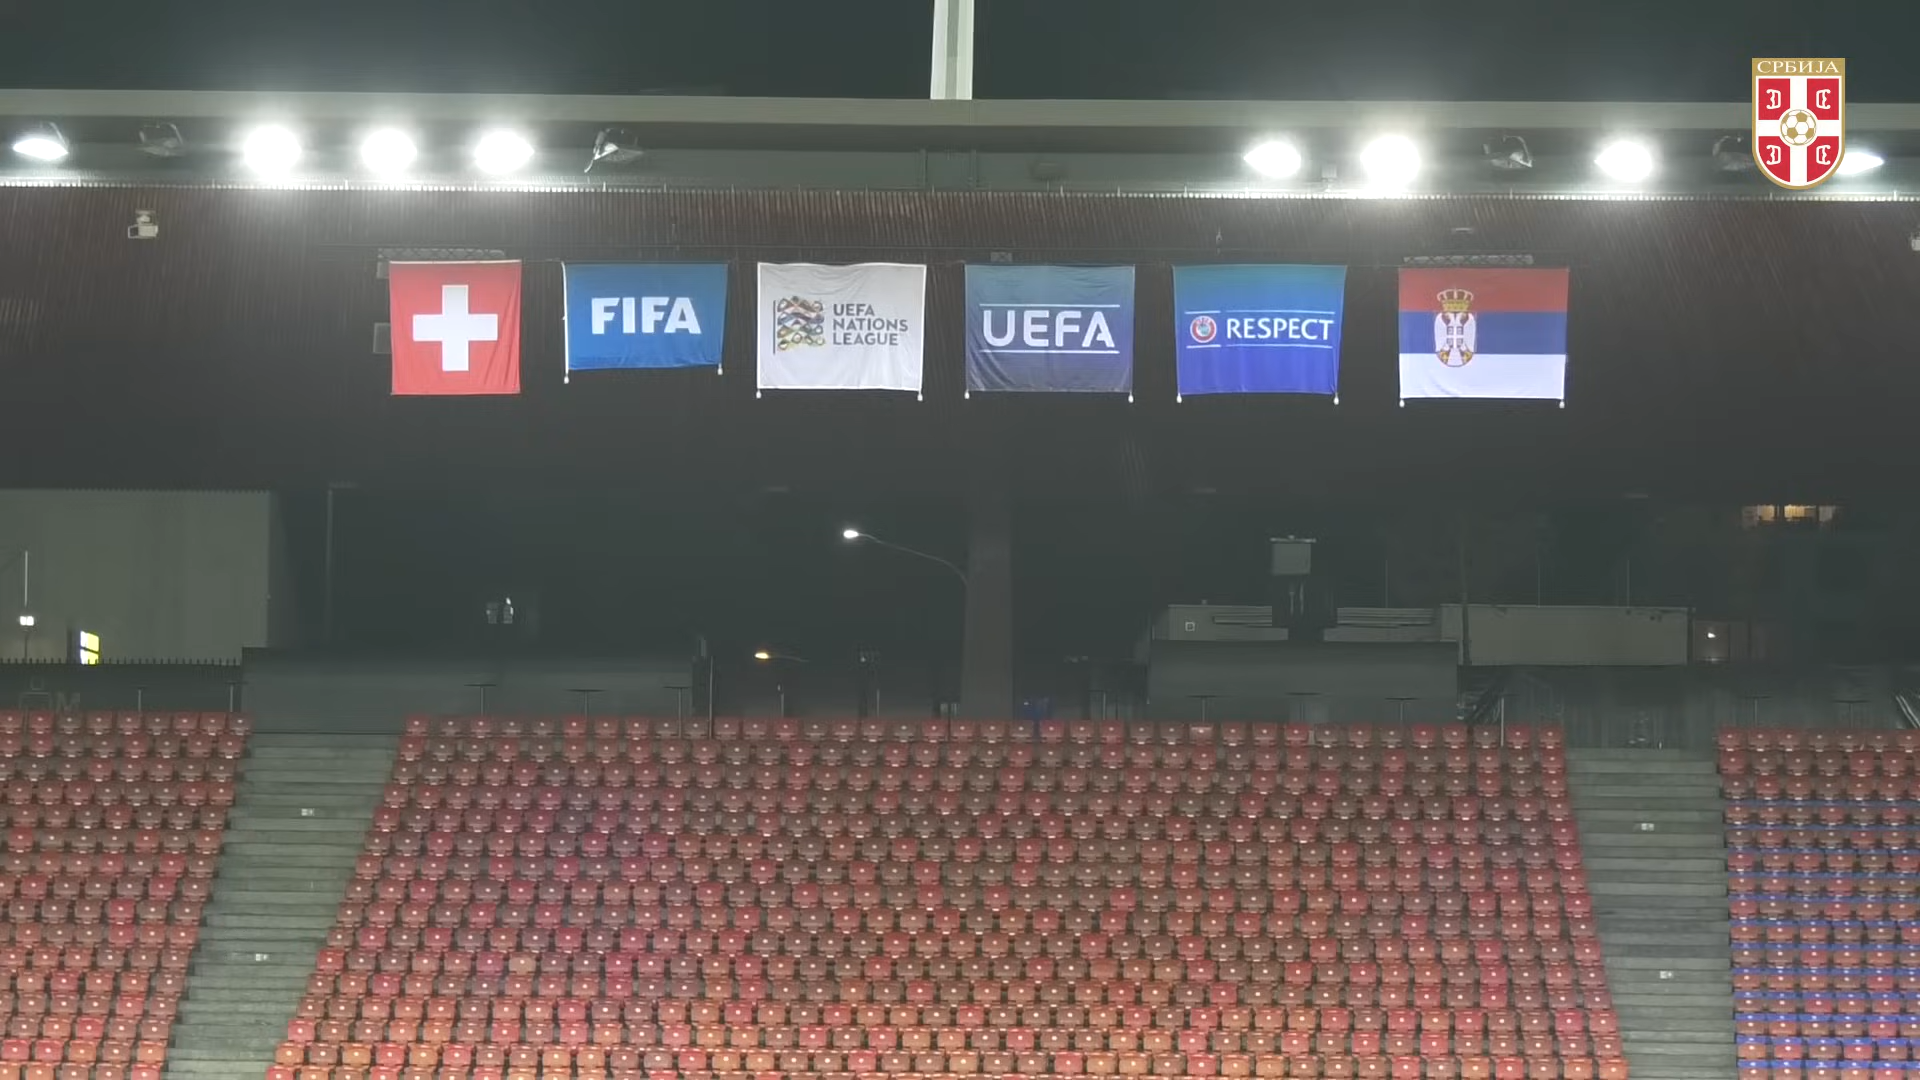 СРБИЈА
FIFA
UEFA
NATIONS
LEAGUE
UEFA
RESPECT